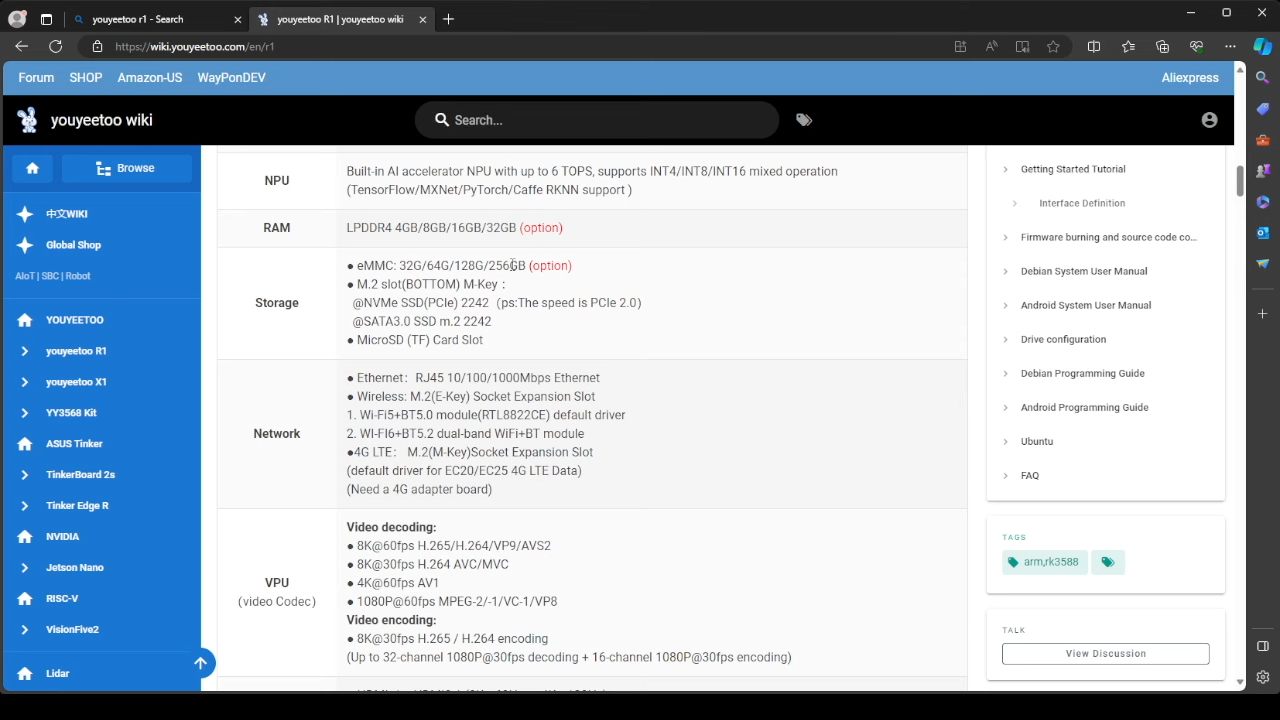 youyeetoo r1 - Search
youyeetoo R1 | youyeetoo wiki
https://wiki.youyeetoo.com/en/r1
Forum SHOP Amazon-US WayPonDEV Aliexpress
youyeetoo wiki
Search...
Browse
中文WIKI
Global Shop
AIoT | SBC | Robot
YOUYEETOO
youyeetoo R1
youyeetoo X1
YY3568 Kit
ASUS Tinker
TinkerBoard 2s
Tinker Edge R
NVIDIA
Jetson Nano
RISC-V
VisionFive2
Lidar
NPU
Built-in AI accelerator NPU with up to 6 TOPS, supports INT4/INT8/INT16 mixed operation
(TensorFlow/MXNet/PyTorch/Caffe RKNN support )
RAM
LPDDR4 4GB/8GB/16GB/32GB (option)
Storage
● eMMC: 32G/64G/128G/256GB (option)
● M.2 slot(BOTTOM) M-Key：
@NVMe SSD(PCIe) 2242（ps:The speed is PCIe 2.0）
@SATA3.0 SSD m.2 2242
● MicroSD (TF) Card Slot
Network
● Ethernet：RJ45 10/100/1000Mbps Ethernet
● Wireless: M.2(E-Key) Socket Expansion Slot
1. Wi-Fi5+BT5.0 module(RTL8822CE) default driver
2. WI-FI6+BT5.2 dual-band WiFi+BT module
●4G LTE： M.2(M-Key)Socket Expansion Slot
(default driver for EC20/EC25 4G LTE Data)
(Need a 4G adapter board)
VPU
（video Codec）
Video decoding:
● 8K@60fps H.265/H.264/VP9/AVS2
● 8K@30fps H.264 AVC/MVC
● 4K@60fps AV1
● 1080P@60fps MPEG-2/-1/VC-1/VP8
Video encoding:
● 8K@30fps H.265 / H.264 encoding
(Up to 32-channel 1080P@30fps decoding + 16-channel 1080P@30fps encoding)
Getting Started Tutorial
Interface Definition
Firmware burning and source code co...
Debian System User Manual
Android System User Manual
Drive configuration
Debian Programming Guide
Android Programming Guide
Ubuntu
FAQ
TAGS
arm,rk3588
TALK
View Discussion